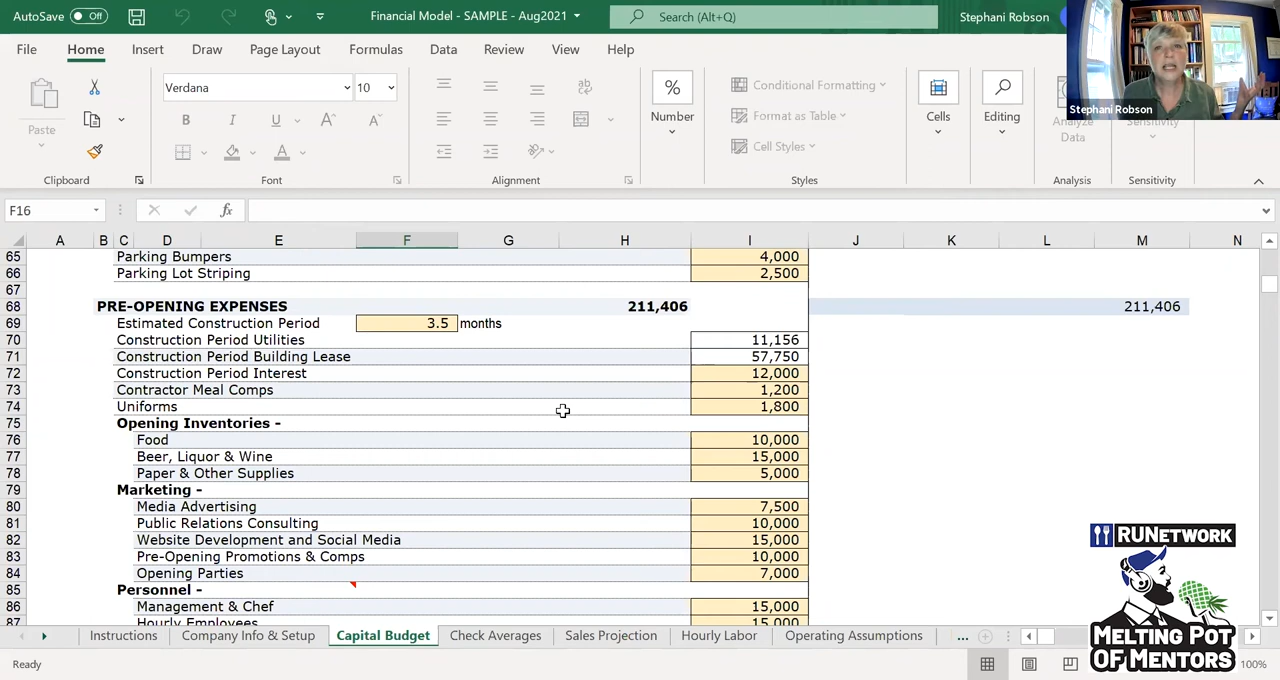 AutoSave Off Financial Model - SAMPLE - Aug2021 Search (Alt+Q) Stephani Robson
File Home Insert Draw Page Layout Formulas Data Review View Help
Verdana 10
Paste B I U A A ab % Number Conditional Formatting Format as Table Cell Styles Cells Editing Analyze Data Sensitivity
Stephani Robson
Clipboard Font Alignment Styles Analysis Sensitivity
F16 fx
A B C D E F G H I J K L M N
65 Parking Bumpers 4,000
66 Parking Lot Striping 2,500
67
68 PRE-OPENING EXPENSES 211,406 211,406
69 Estimated Construction Period 3.5 months
70 Construction Period Utilities 11,156
71 Construction Period Building Lease 57,750
72 Construction Period Interest 12,000
73 Contractor Meal Comps 1,200
74 Uniforms 1,800
75 Opening Inventories -
76 Food 10,000
77 Beer, Liquor & Wine 15,000
78 Paper & Other Supplies 5,000
79 Marketing -
80 Media Advertising 7,500
81 Public Relations Consulting 10,000
82 Website Development and Social Media 15,000
83 Pre-Opening Promotions & Comps 10,000
84 Opening Parties 7,000
85 Personnel -
86 Management & Chef 15,000
87 Hourly Employees 15,000
Instructions Company Info & Setup Capital Budget Check Averages Sales Projection Hourly Labor Operating Assumptions ...
Ready 100%
RUNETWORK
MELTING POT
OF MENTORS